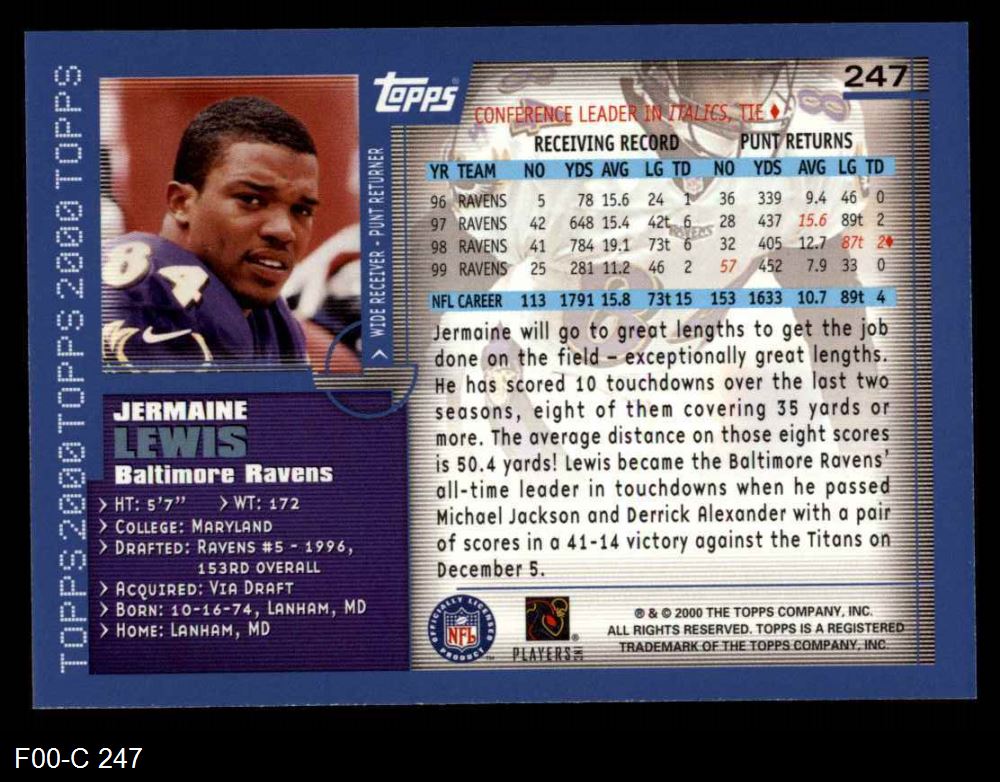 TOPPS2000TOPPS2000TOPPS2000TOPPS
Topps
247
CONFERENCE LEADER IN ITALICS, TIE ♦
RECEIVING RECORD PUNT RETURNS
YR TEAM NO YDS AVG LG TD NO YDS AVG LG TD
96 RAVENS 5 78 15.6 24 1 36 339 9.4 46 0
97 RAVENS 42 648 15.4 42t 6 28 437 15.6 89t 2
98 RAVENS 41 784 19.1 73t 6 32 405 12.7 87t 2♦
99 RAVENS 25 281 11.2 46 2 57 452 7.9 33 0
NFL CAREER 113 1791 15.8 73t 15 153 1633 10.7 89t 4
> WIDE RECEIVER - PUNT RETURNER
84
JERMAINE
LEWIS
Baltimore Ravens
> HT: 5'7" > WT: 172
> COLLEGE: MARYLAND
> DRAFTED: RAVENS #5 - 1996,
153RD OVERALL
> ACQUIRED: VIA DRAFT
> BORN: 10-16-74, LANHAM, MD
> HOME: LANHAM, MD
Jermaine will go to great lengths to get the job
done on the field – exceptionally great lengths.
He has scored 10 touchdowns over the last two
seasons, eight of them covering 35 yards or
more. The average distance on those eight scores
is 50.4 yards! Lewis became the Baltimore Ravens'
all-time leader in touchdowns when he passed
Michael Jackson and Derrick Alexander with a pair
of scores in a 41-14 victory against the Titans on
December 5.
OFFICIALLY LICENSED
NFL
PRODUCT
PLAYERS INC
® & © 2000 THE TOPPS COMPANY, INC.
ALL RIGHTS RESERVED. TOPPS IS A REGISTERED
TRADEMARK OF THE TOPPS COMPANY, INC.
F00-C 247